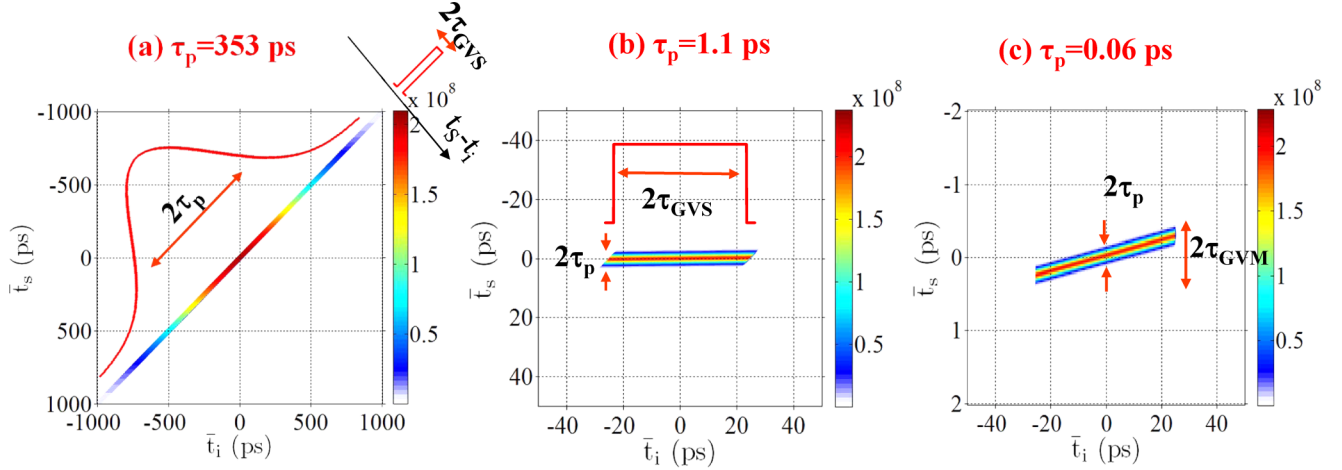 (a) τp=353 ps
2τGVS
tS-ti
x 10^8
-1000
-500
0
500
1000
t̄s (ps)
2τp
-1000 -500 0 500 1000
t̄i (ps)
2
1.5
1
0.5
(b) τp=1.1 ps
x 10^8
-40
-20
0
20
40
t̄s (ps)
2τGVS
2τp
-40 -20 0 20 40
t̄i (ps)
2
1.5
1
0.5
(c) τp=0.06 ps
x 10^8
-2
-1
0
1
2
t̄s (ps)
2τp
2τGVM
-40 -20 0 20 40
t̄i (ps)
2
1.5
1
0.5